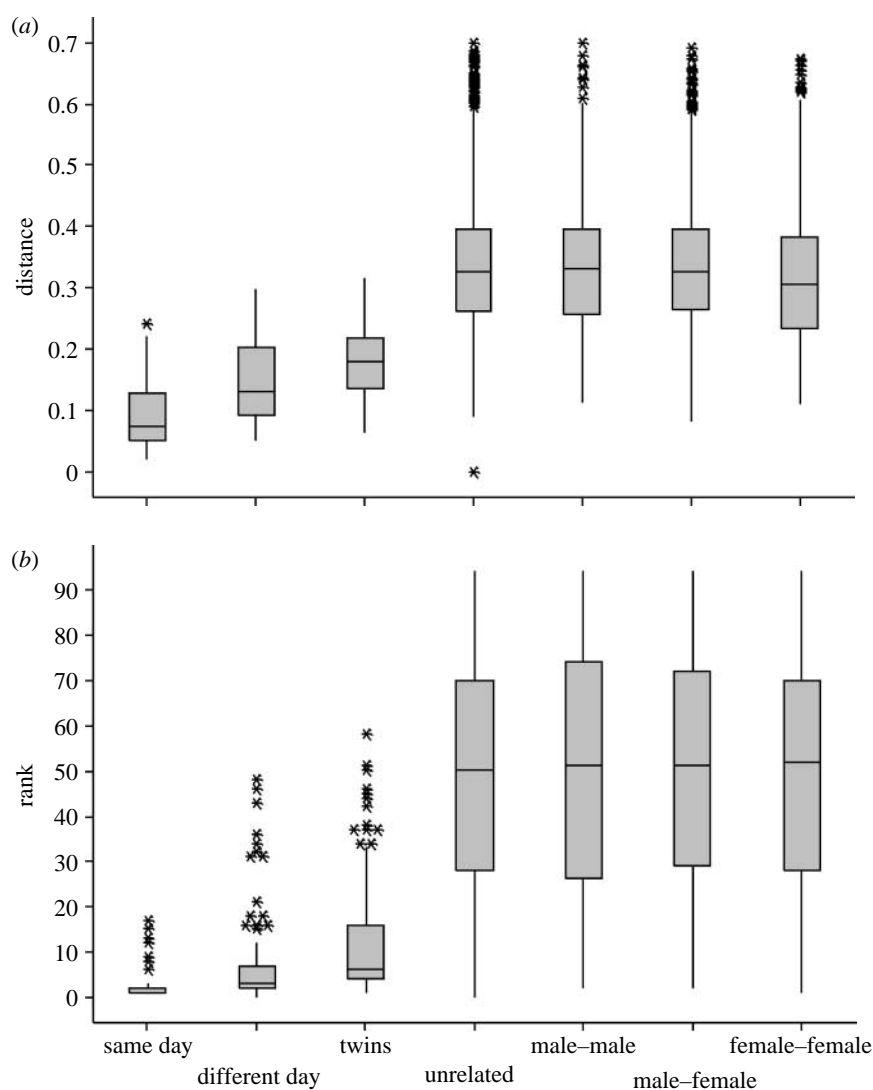 (a)
0.7
0.6
0.5
0.4
0.3
0.2
0.1
0
distance
(b)
90
80
70
60
50
40
30
20
10
0
rank
same day
different day
twins
unrelated
male–male
male–female
female–female